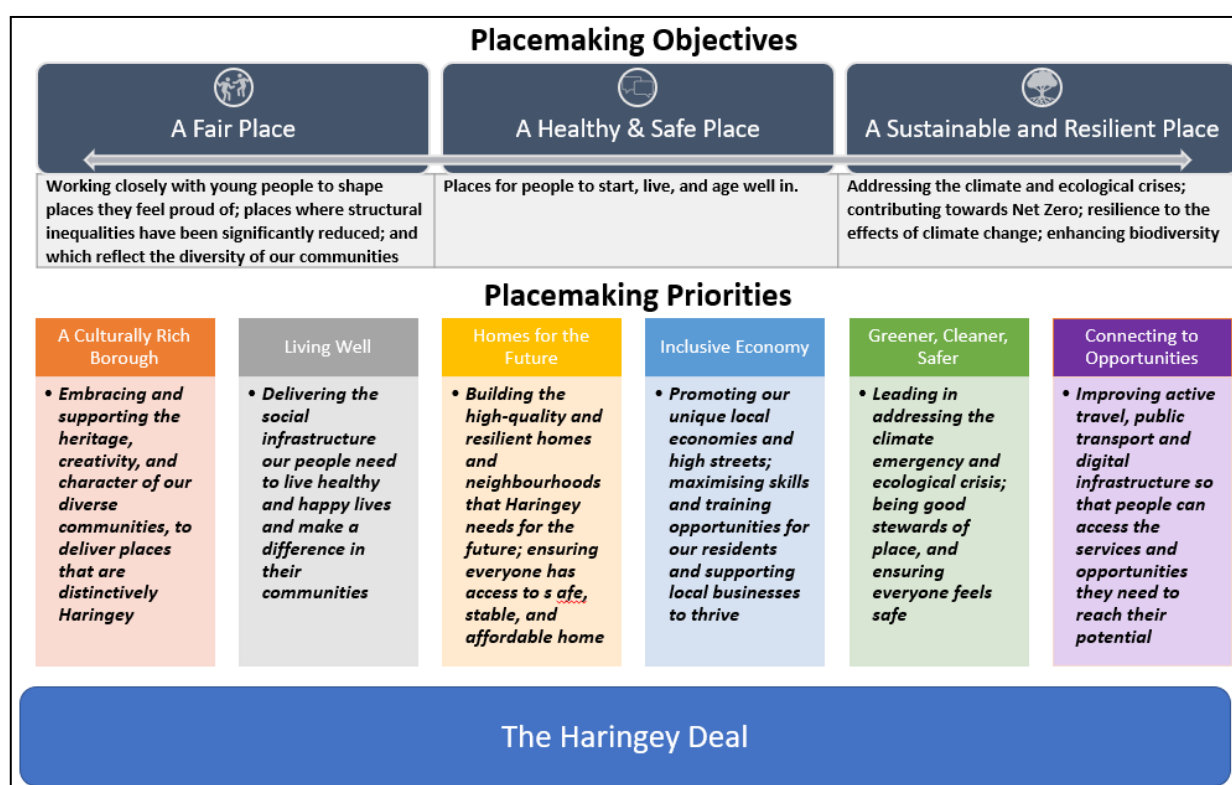 Placemaking Objectives
A Fair Place
Working closely with young people to shape
places they feel proud of; places where structural
inequalities have been significantly reduced; and
which reflect the diversity of our communities
A Healthy & Safe Place
Places for people to start, live, and age well in.
A Sustainable and Resilient Place
Addressing the climate and ecological crises;
contributing towards Net Zero; resilience to the
effects of climate change; enhancing biodiversity
Placemaking Priorities
A Culturally Rich
Borough
• Embracing and
supporting the
heritage,
creativity, and
character of our
diverse
communities, to
deliver places
that are
distinctively
Haringey
Living Well
• Delivering the
social
infrastructure
our people need
to live healthy
and happy lives
and make a
difference in
their
communities
Homes for the
Future
• Building the
high-quality and
resilient homes
and
neighbourhoods
that Haringey
needs for the
future; ensuring
everyone has
access to s afe,
stable, and
affordable home
Inclusive Economy
• Promoting our
unique local
economies and
high streets;
maximising skills
and training
opportunities for
our residents
and supporting
local businesses
to thrive
Greener, Cleaner,
Safer
• Leading in
addressing the
climate
emergency and
ecological crisis;
being good
stewards of
place, and
ensuring
everyone feels
safe
Connecting to
Opportunities
• Improving active
travel, public
transport and
digital
infrastructure so
that people can
access the
services and
opportunities
they need to
reach their
potential
The Haringey Deal